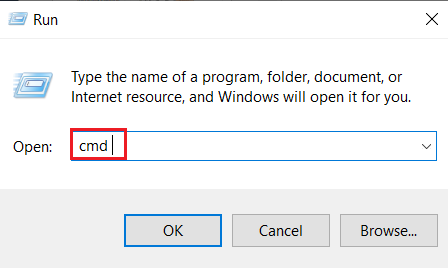 Run
Type the name of a program, folder, document, or
Internet resource, and Windows will open it for you.
Open: cmd
OK Cancel Browse...